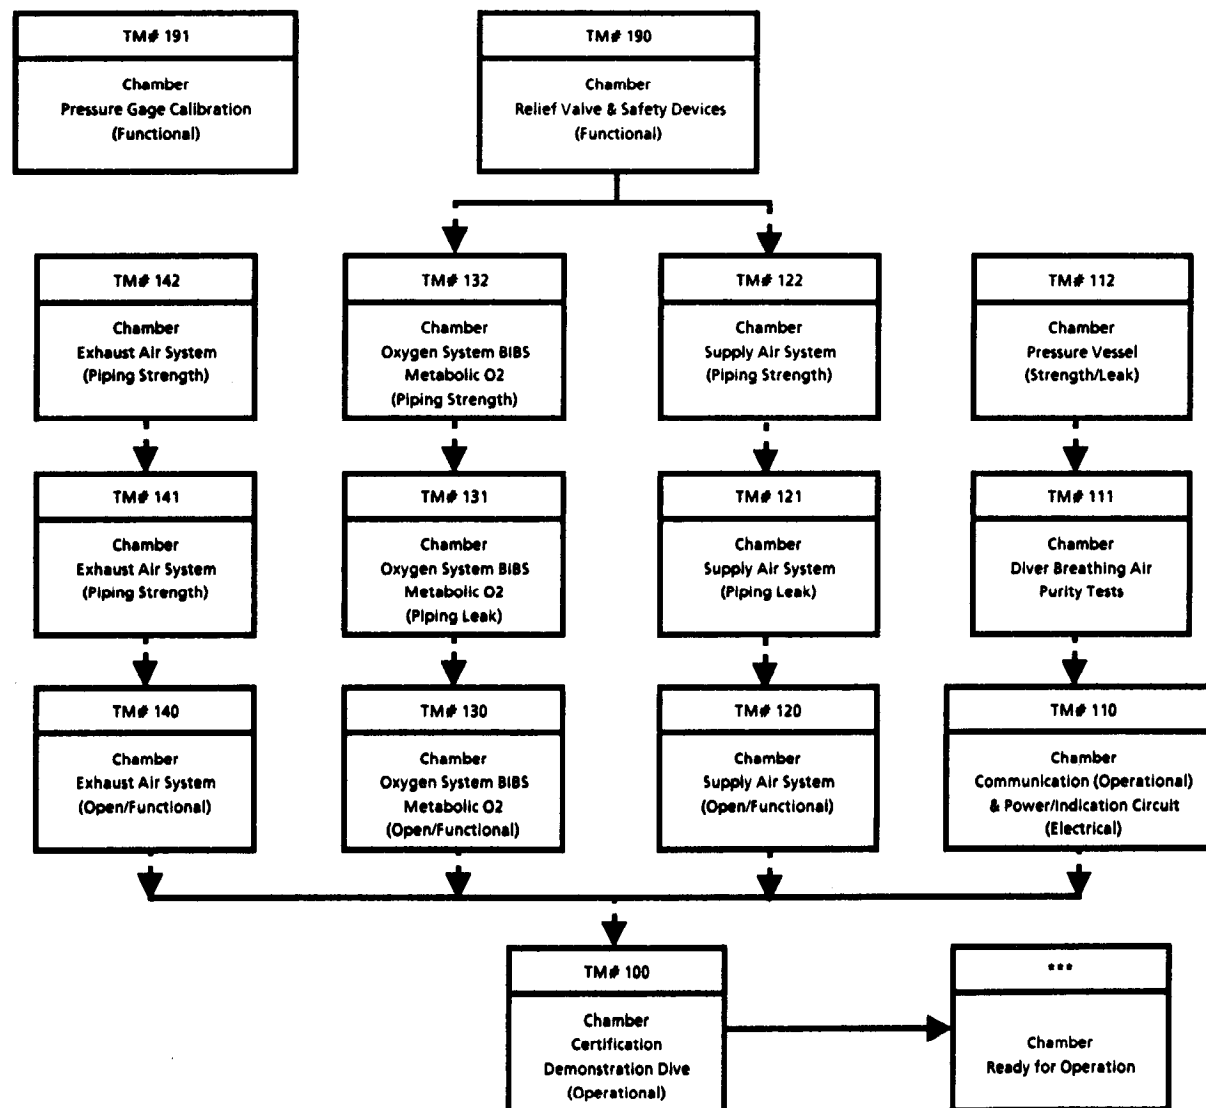 TM# 191
Chamber
Pressure Gage Calibration
(Functional)
TM# 190
Chamber
Relief Valve & Safety Devices
(Functional)
TM# 142
Chamber
Exhaust Air System
(Piping Strength)
TM# 132
Chamber
Oxygen System BIBS
Metabolic O2
(Piping Strength)
TM# 122
Chamber
Supply Air System
(Piping Strength)
TM# 112
Chamber
Pressure Vessel
(Strength/Leak)
TM# 141
Chamber
Exhaust Air System
(Piping Strength)
TM# 131
Chamber
Oxygen System BIBS
Metabolic O2
(Piping Leak)
TM# 121
Chamber
Supply Air System
(Piping Leak)
TM# 111
Chamber
Diver Breathing Air
Purity Tests
TM# 140
Chamber
Exhaust Air System
(Open/Functional)
TM# 130
Chamber
Oxygen System BIBS
Metabolic O2
(Open/Functional)
TM# 120
Chamber
Supply Air System
(Open/Functional)
TM# 110
Chamber
Communication (Operational)
& Power/Indication Circuit
(Electrical)
TM# 100
Chamber
Certification
Demonstration Dive
(Operational)
***
Chamber
Ready for Operation